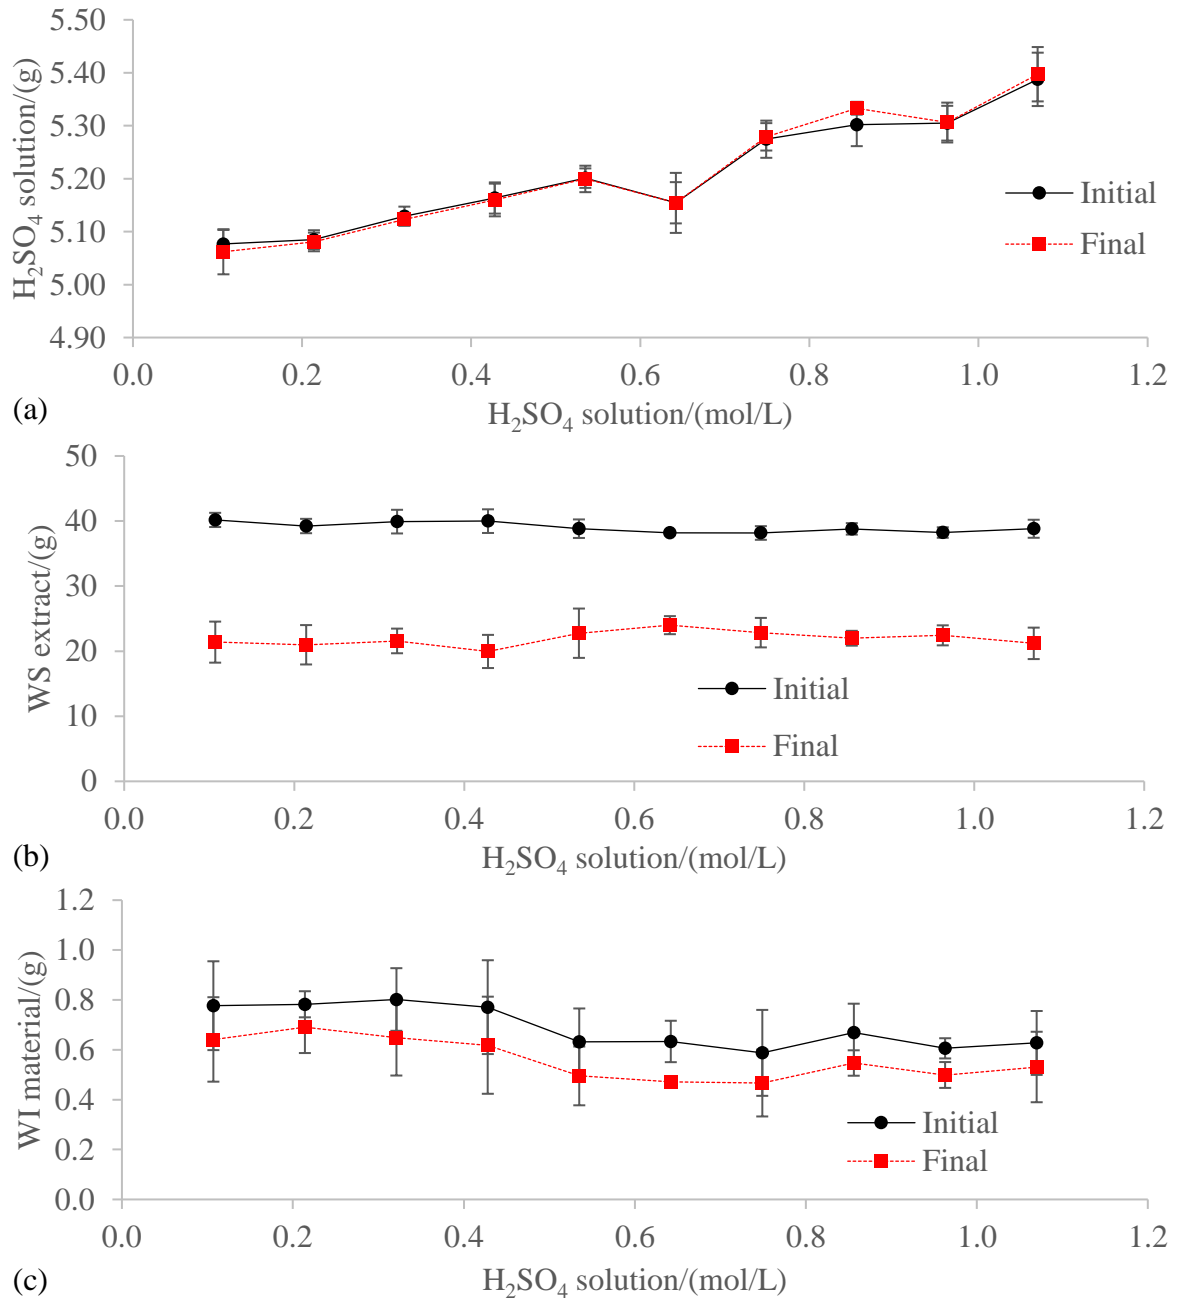 5.50
5.40
5.30
5.20
5.10
5.00
4.90
H₂SO₄ solution/(g)
Initial
Final
0.0 0.2 0.4 0.6 0.8 1.0 1.2
(a)
H₂SO₄ solution/(mol/L)
50
40
30
20
10
0
WS extract/(g)
Initial
Final
0.0 0.2 0.4 0.6 0.8 1.0 1.2
(b)
H₂SO₄ solution/(mol/L)
1.2
1.0
0.8
0.6
0.4
0.2
0.0
WI material/(g)
Initial
Final
0.0 0.2 0.4 0.6 0.8 1.0 1.2
(c)
H₂SO₄ solution/(mol/L)